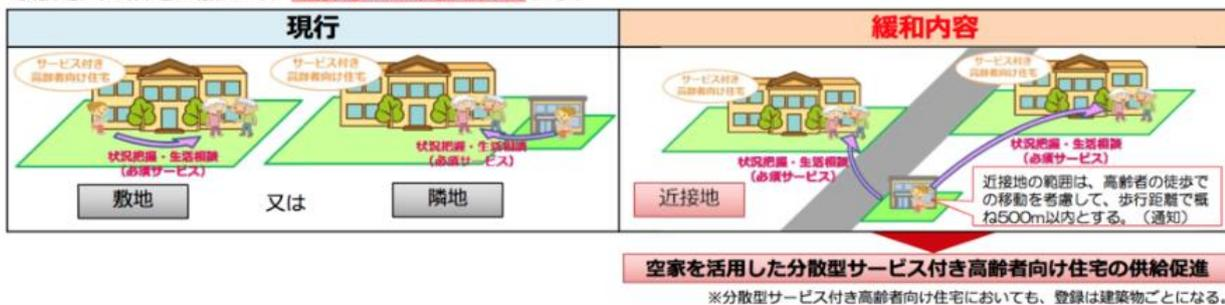 現行
緩和内容
サービス付き
高齢者向け住宅
状況把握・生活相談
(必須サービス)
敷地
又は
サービス付き
高齢者向け住宅
状況把握・生活相談
(必須サービス)
隣地
サービス付き
高齢者向け住宅
状況把握・生活相談
(必須サービス)
近接地
サービス付き
高齢者向け住宅
状況把握・生活相談
(必須サービス)
近接地の範囲は、高齢者の徒歩で
の移動を考慮して、歩行距離で概
ね500m以内とする。(通知)
空家を活用した分散型サービス付き高齢者向け住宅の供給促進
※分散型サービス付き高齢者向け住宅においても、登録は建築物ごとになる。